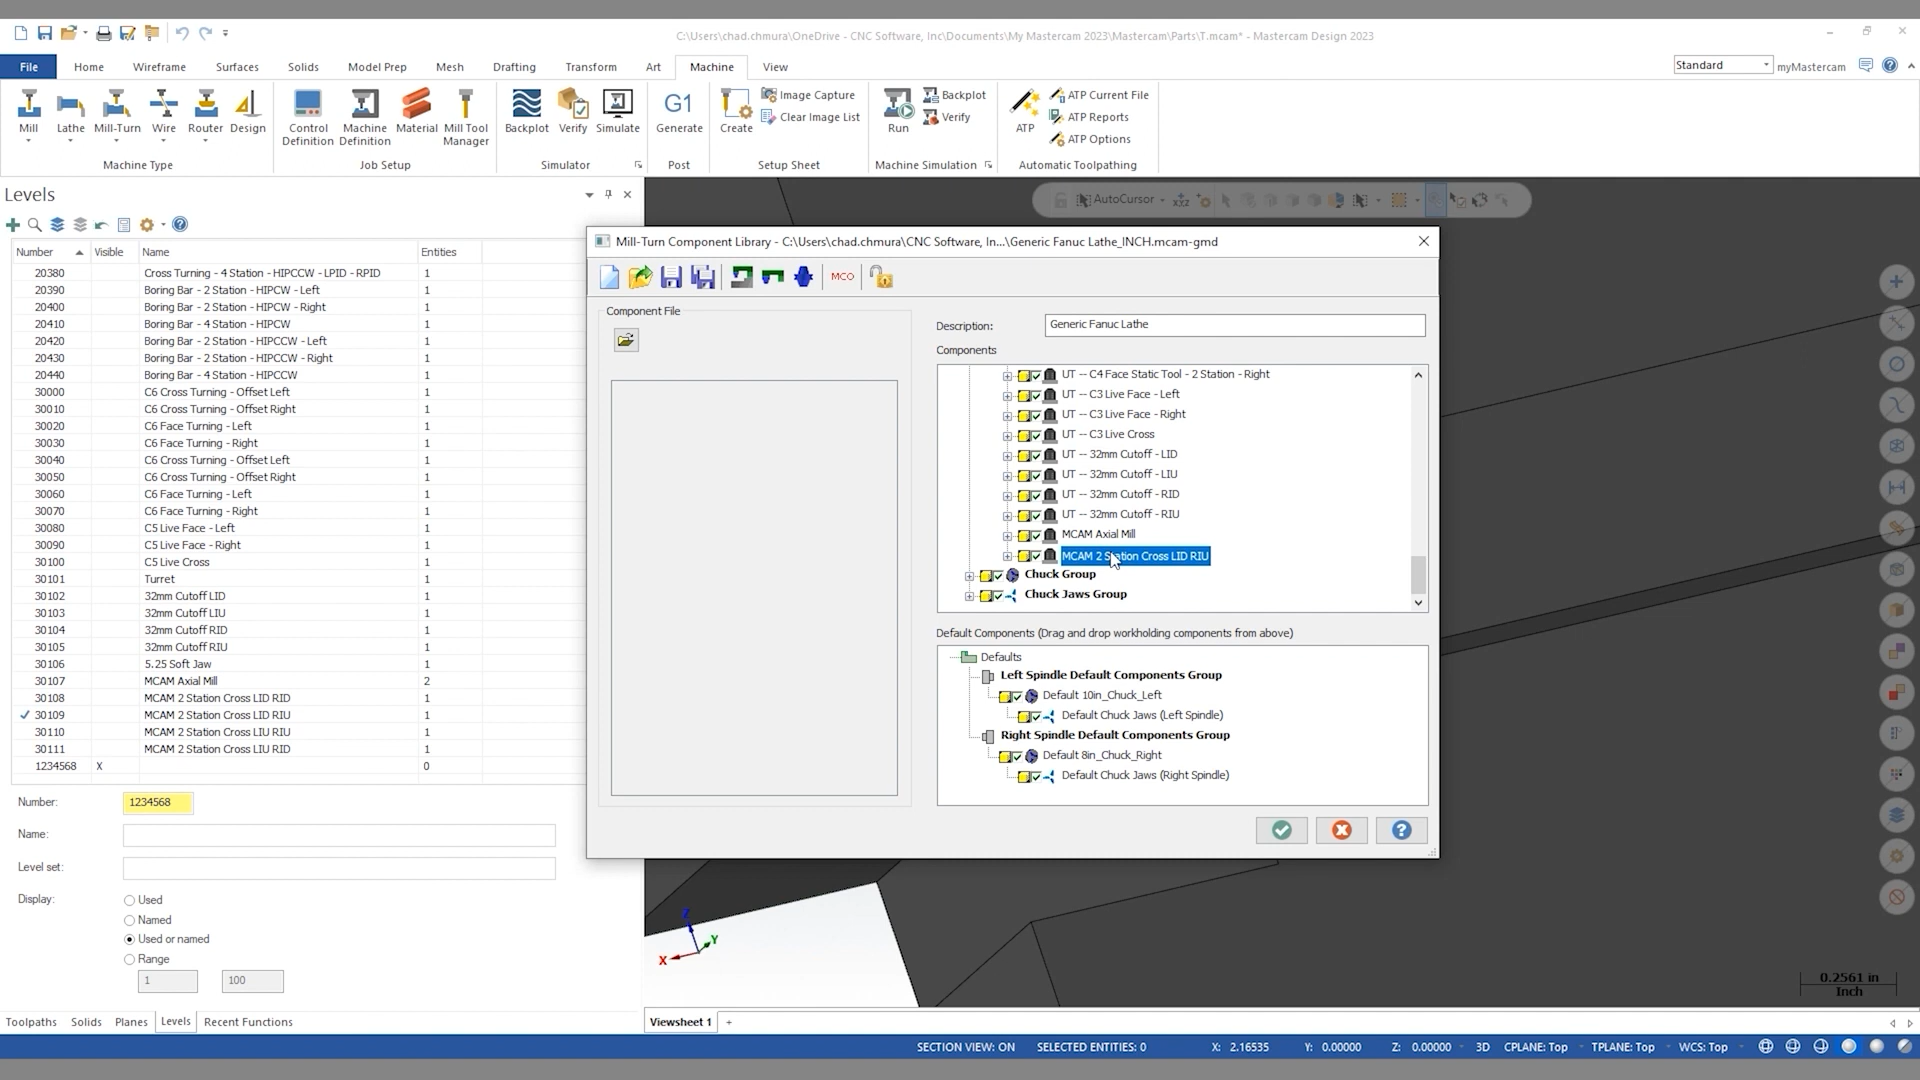 C:\Users\chad.chmura\OneDrive - CNC Software, Inc\Documents\My Mastercam 2023\Mastercam\Parts\T.mcam* - Mastercam Design 2023
File Home Wireframe Surfaces Solids Model Prep Mesh Drafting Transform Art Machine View
Standard myMastercam
Mill Lathe Mill-Turn Wire Router Design
Machine Type
Control Definition Machine Definition Material Mill Tool Manager
Job Setup
Backplot Verify Simulate
Simulator
G1 Generate
Post
Create Image Capture
Clear Image List
Setup Sheet
Run Backplot
Verify
Machine Simulation
ATP ATP Current File
ATP Reports
ATP Options
Automatic Toolpathing
Levels
Number Visible Name Entities
20380 Cross Turning - 4 Station - HIPCCW - LPID - RPID 1
20390 Boring Bar - 2 Station - HIPCW - Left 1
20400 Boring Bar - 2 Station - HIPCW - Right 1
20410 Boring Bar - 4 Station - HIPCW 1
20420 Boring Bar - 2 Station - HIPCCW - Left 1
20430 Boring Bar - 2 Station - HIPCCW - Right 1
20440 Boring Bar - 4 Station - HIPCCW 1
30000 C6 Cross Turning - Offset Left 1
30010 C6 Cross Turning - Offset Right 1
30020 C6 Face Turning - Left 1
30030 C6 Face Turning - Right 1
30040 C6 Cross Turning - Offset Left 1
30050 C6 Cross Turning - Offset Right 1
30060 C6 Face Turning - Left 1
30070 C6 Face Turning - Right 1
30080 C5 Live Face - Left 1
30090 C5 Live Face - Right 1
30100 C5 Live Cross 1
30101 Turret 1
30102 32mm Cutoff LID 1
30103 32mm Cutoff LIU 1
30104 32mm Cutoff RID 1
30105 32mm Cutoff RIU 1
30106 5.25 Soft Jaw 1
30107 MCAM Axial Mill 2
30108 MCAM 2 Station Cross LID RID 1
30109 MCAM 2 Station Cross LID RIU 1
30110 MCAM 2 Station Cross LIU RIU 1
30111 MCAM 2 Station Cross LIU RID 1
1234568 X 0
Number: 1234568
Name:
Level set:
Display: Used
Named
Used or named
Range
1 100
Toolpaths Solids Planes Levels Recent Functions
AutoCursor
Mill-Turn Component Library - C:\Users\chad.chmura\CNC Software, In...\Generic Fanuc Lathe_INCH.mcam-gmd
MCO
Component File
Description: Generic Fanuc Lathe
Components
UT -- C4 Face Static Tool - 2 Station - Right
UT -- C3 Live Face - Left
UT -- C3 Live Face - Right
UT -- C3 Live Cross
UT -- 32mm Cutoff - LID
UT -- 32mm Cutoff - LIU
UT -- 32mm Cutoff - RID
UT -- 32mm Cutoff - RIU
MCAM Axial Mill
MCAM 2 Station Cross LID RIU
Chuck Group
Chuck Jaws Group
Default Components (Drag and drop workholding components from above)
Defaults
Left Spindle Default Components Group
Default 10in_Chuck_Left
Default Chuck Jaws (Left Spindle)
Right Spindle Default Components Group
Default 8in_Chuck_Right
Default Chuck Jaws (Right Spindle)
Z
Y
X
0.2561 in
Inch
Viewsheet 1 +
SECTION VIEW: ON SELECTED ENTITIES: 0 X: 2.16535 Y: 0.00000 Z: 0.00000 3D CPLANE: Top TPLANE: Top WCS: Top